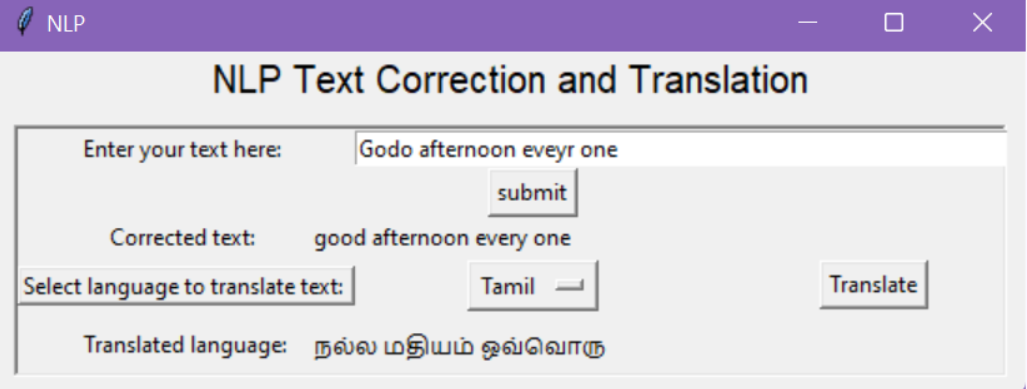 NLP
NLP Text Correction and Translation
Enter your text here: Godo afternoon eveyr one
submit
Corrected text: good afternoon every one
Select language to translate text: Tamil Translate
Translated language: நல்ல மதியம் ஒவ்வொரு